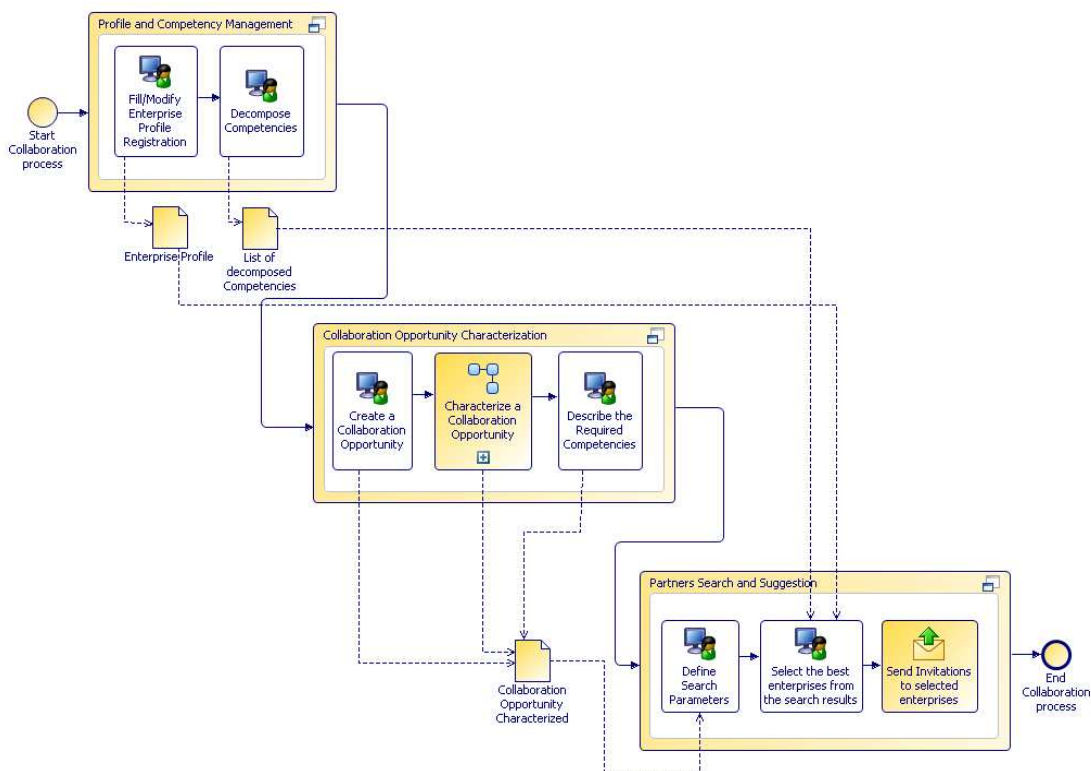 Profile and Competency Management
Fill/Modify
Enterprise
Profile
Registration
Decompose
Competencies
Start
Collaboration
process
Enterprise Profile
List of
decomposed
Competencies
Collaboration Opportunity Characterization
Create a
Collaboration
Opportunity
Characterize a
Collaboration
Opportunity
Describe the
Required
Competencies
Partners Search and Suggestion
Define
Search
Parameters
Select the best
enterprises from
the search results
Send Invitations
to selected
enterprises
End
Collaboration
process
Collaboration
Opportunity
Characterized